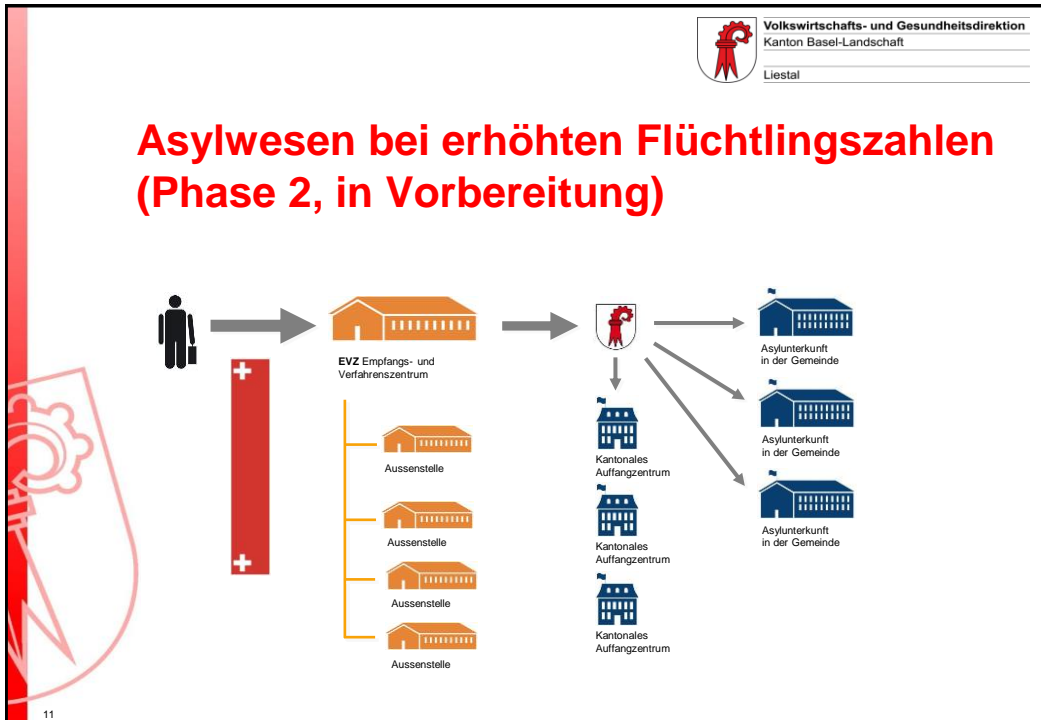 Volkswirtschafts- und Gesundheitsdirektion
Kanton Basel-Landschaft
Liestal
Asylwesen bei erhöhten Flüchtlingszahlen
(Phase 2, in Vorbereitung)
EVZ Empfangs- und
Verfahrenszentrum
Aussenstelle
Aussenstelle
Aussenstelle
Aussenstelle
Kantonales
Auffangzentrum
Kantonales
Auffangzentrum
Kantonales
Auffangzentrum
Asylunterkunft
in der Gemeinde
Asylunterkunft
in der Gemeinde
Asylunterkunft
in der Gemeinde
11